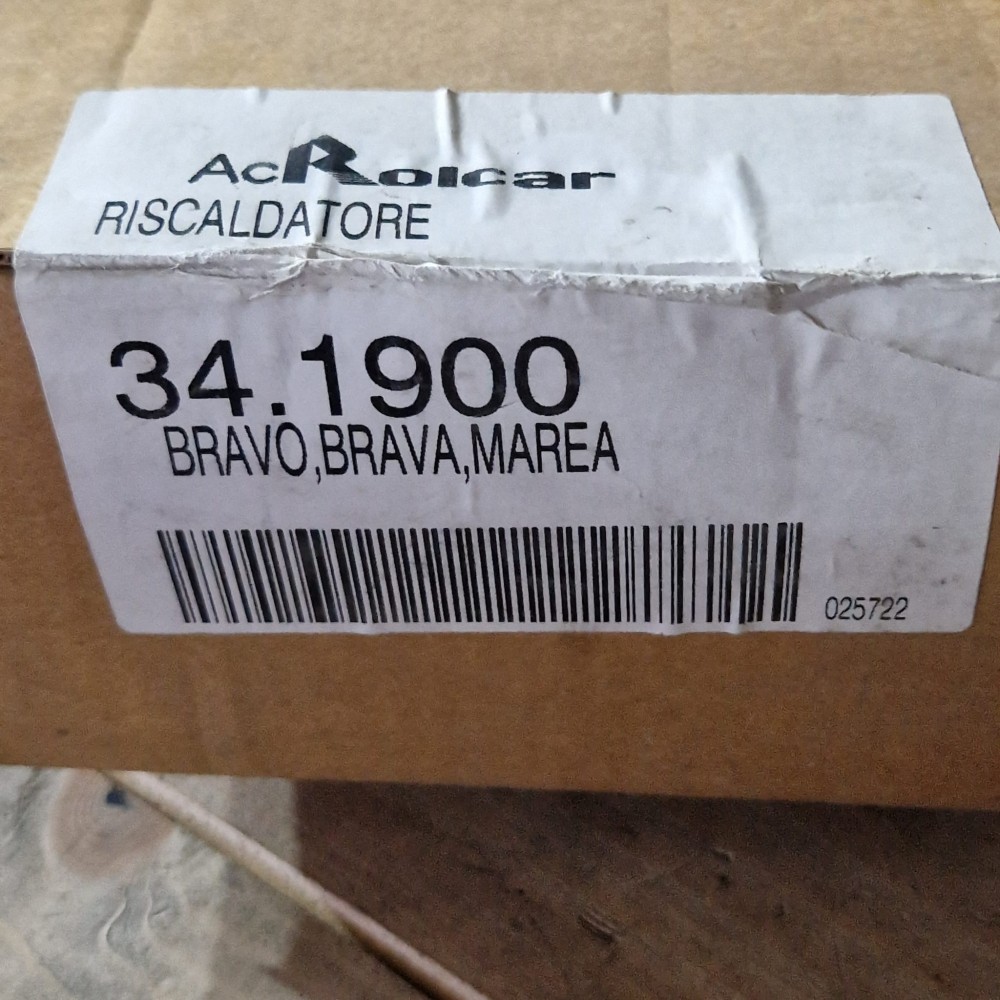 AcRolcar
RISCALDATORE
34.1900
BRAVO,BRAVA,MAREA
025722